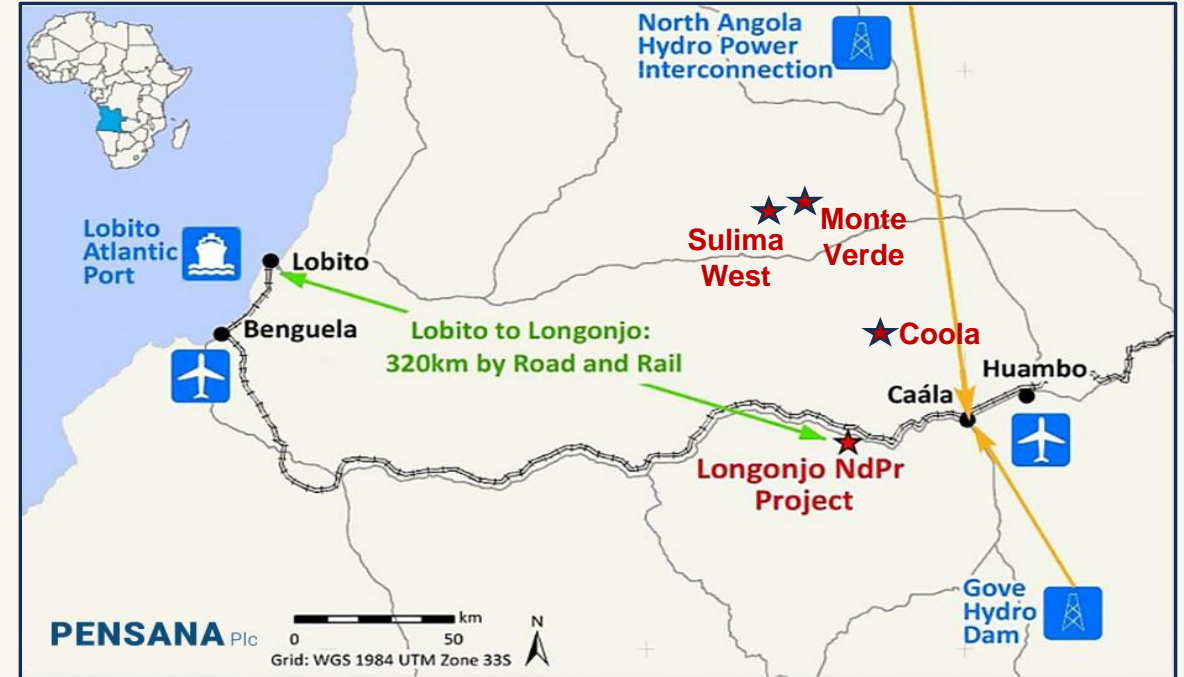 North Angola
Hydro Power
Interconnection
Lobito
Atlantic
Port
Lobito
Benguela
Sulima
West
Monte
Verde
Lobito to Longonjo:
320km by Road and Rail
Coola
Huambo
Caála
Longonjo NdPr
Project
Gove
Hydro
Dam
PENSANA Plc
km
0 50
N
Grid: WGS 1984 UTM Zone 33S